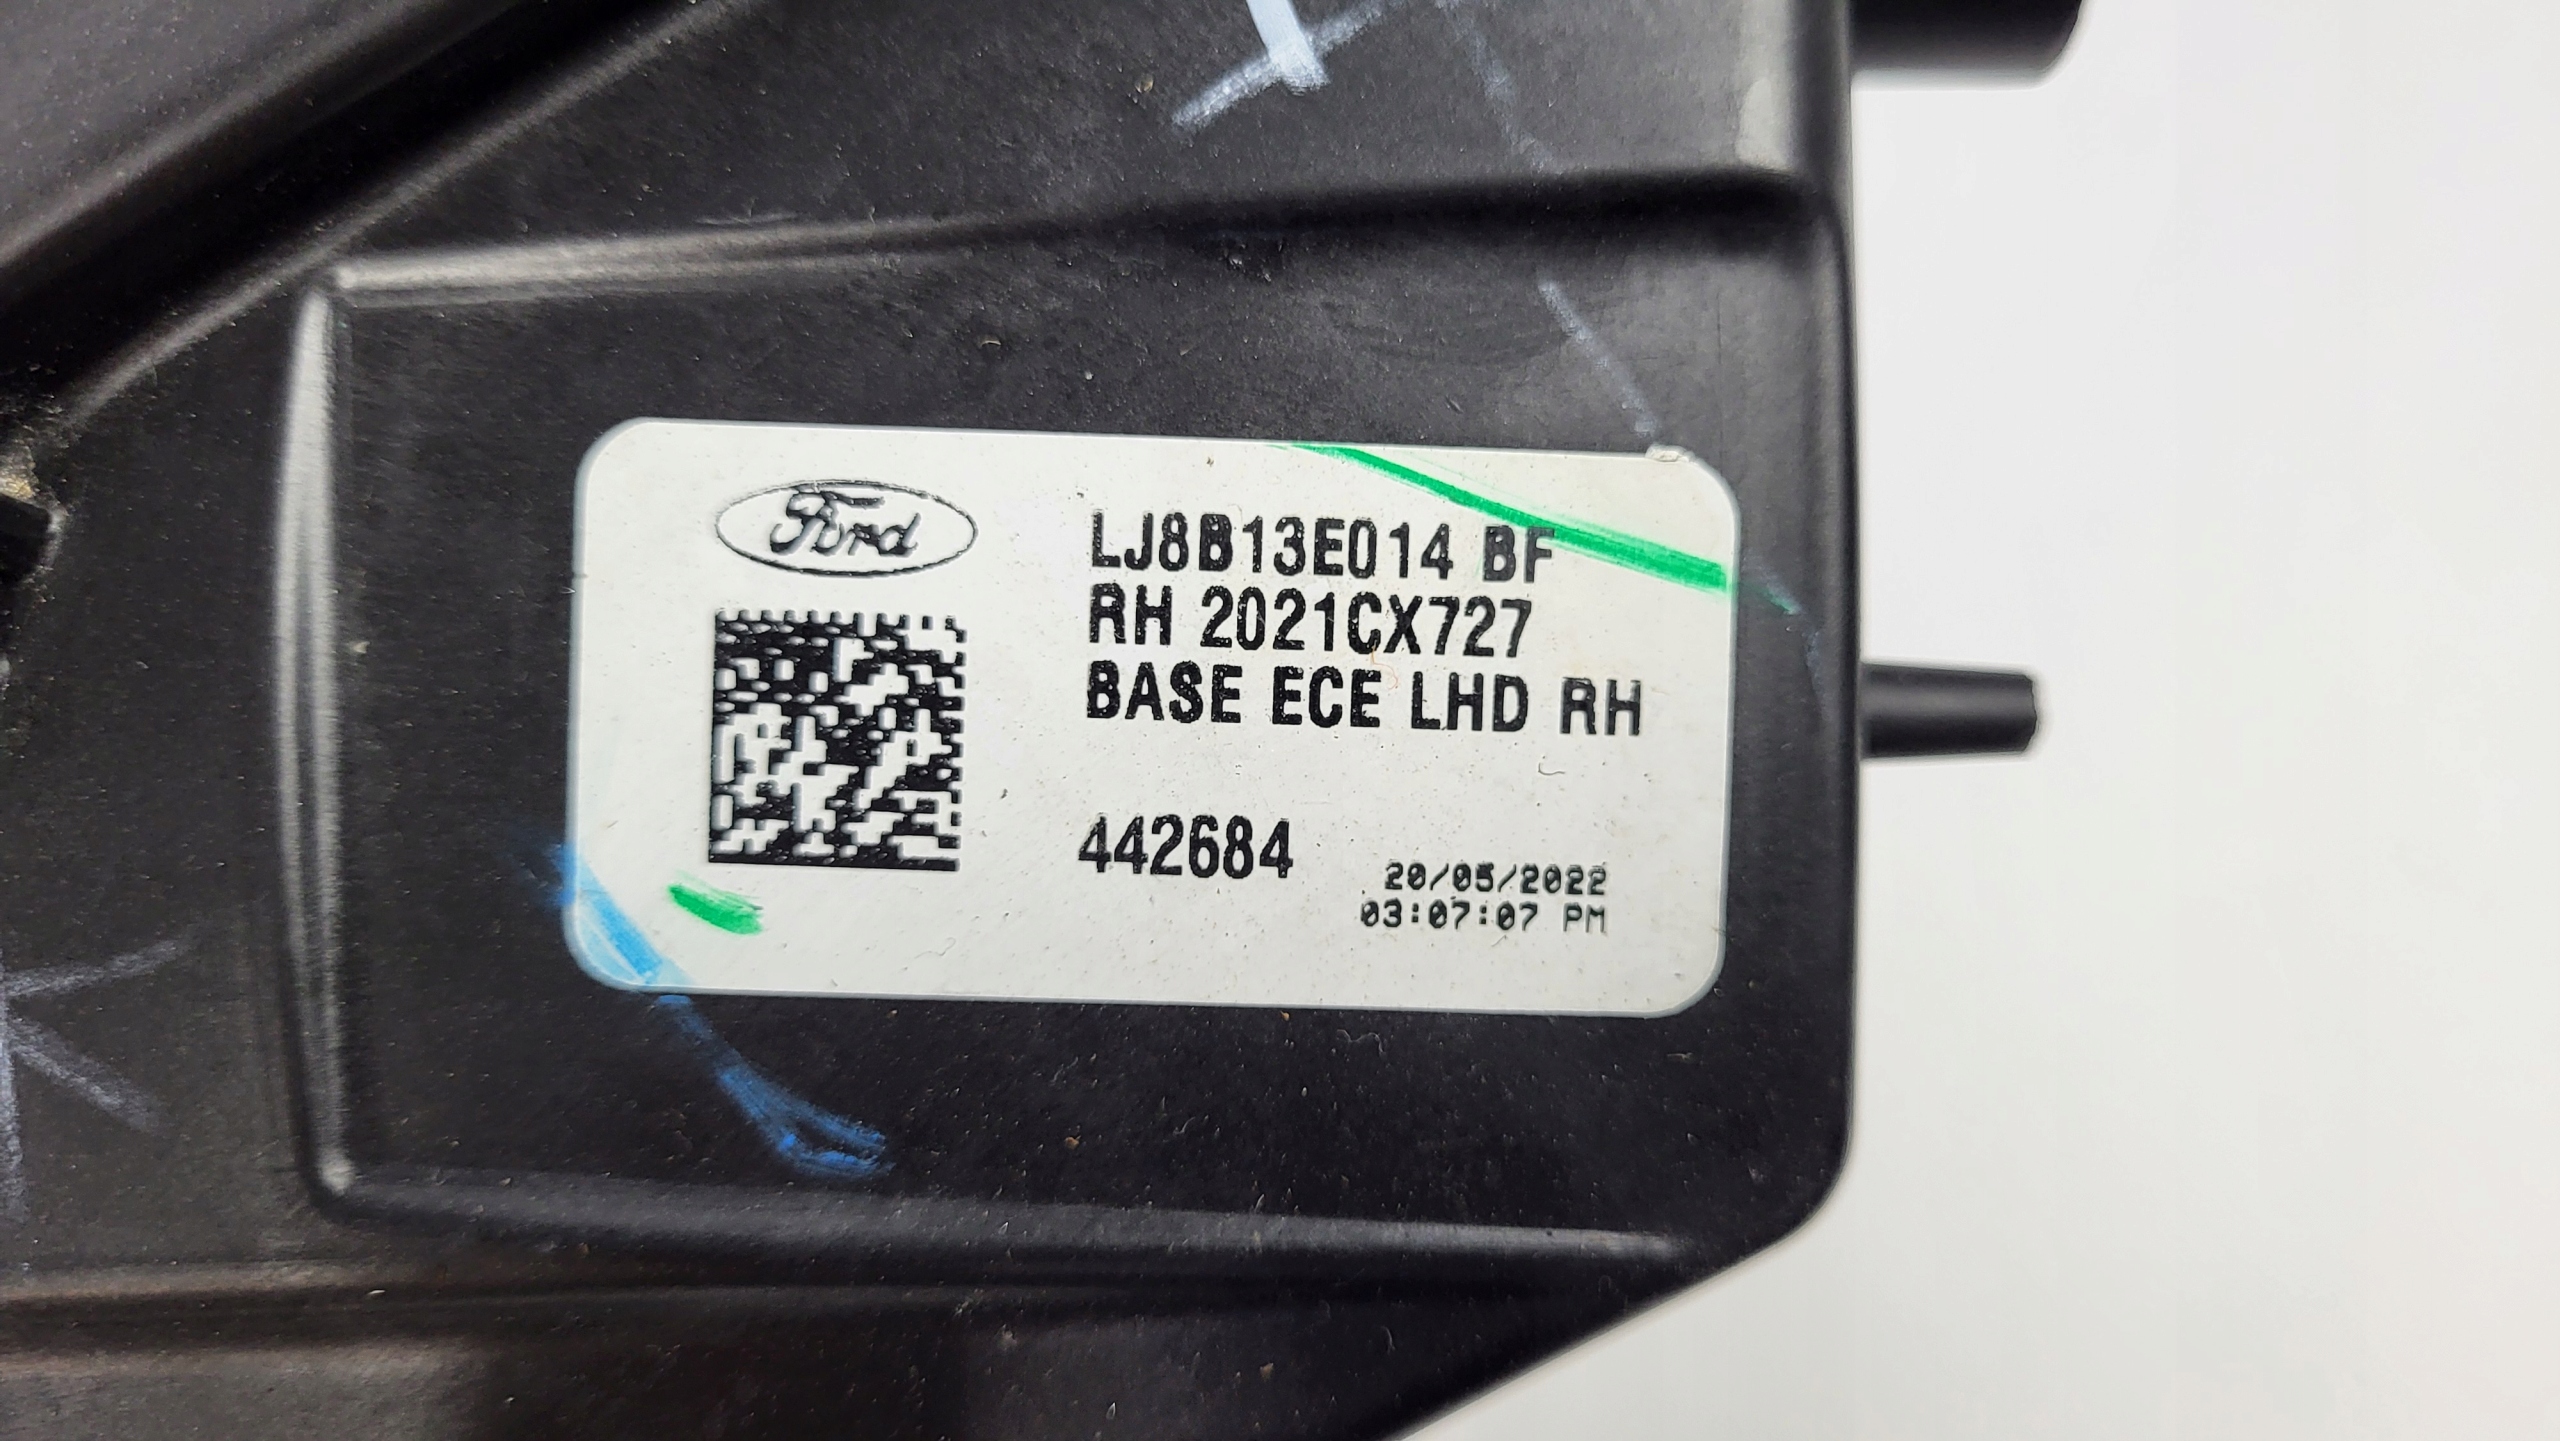 Ford
LJ8B13E014 BF
RH 2021CX727
BASE ECE LHD RH
442684
20/05/2022
03:07:07 PM